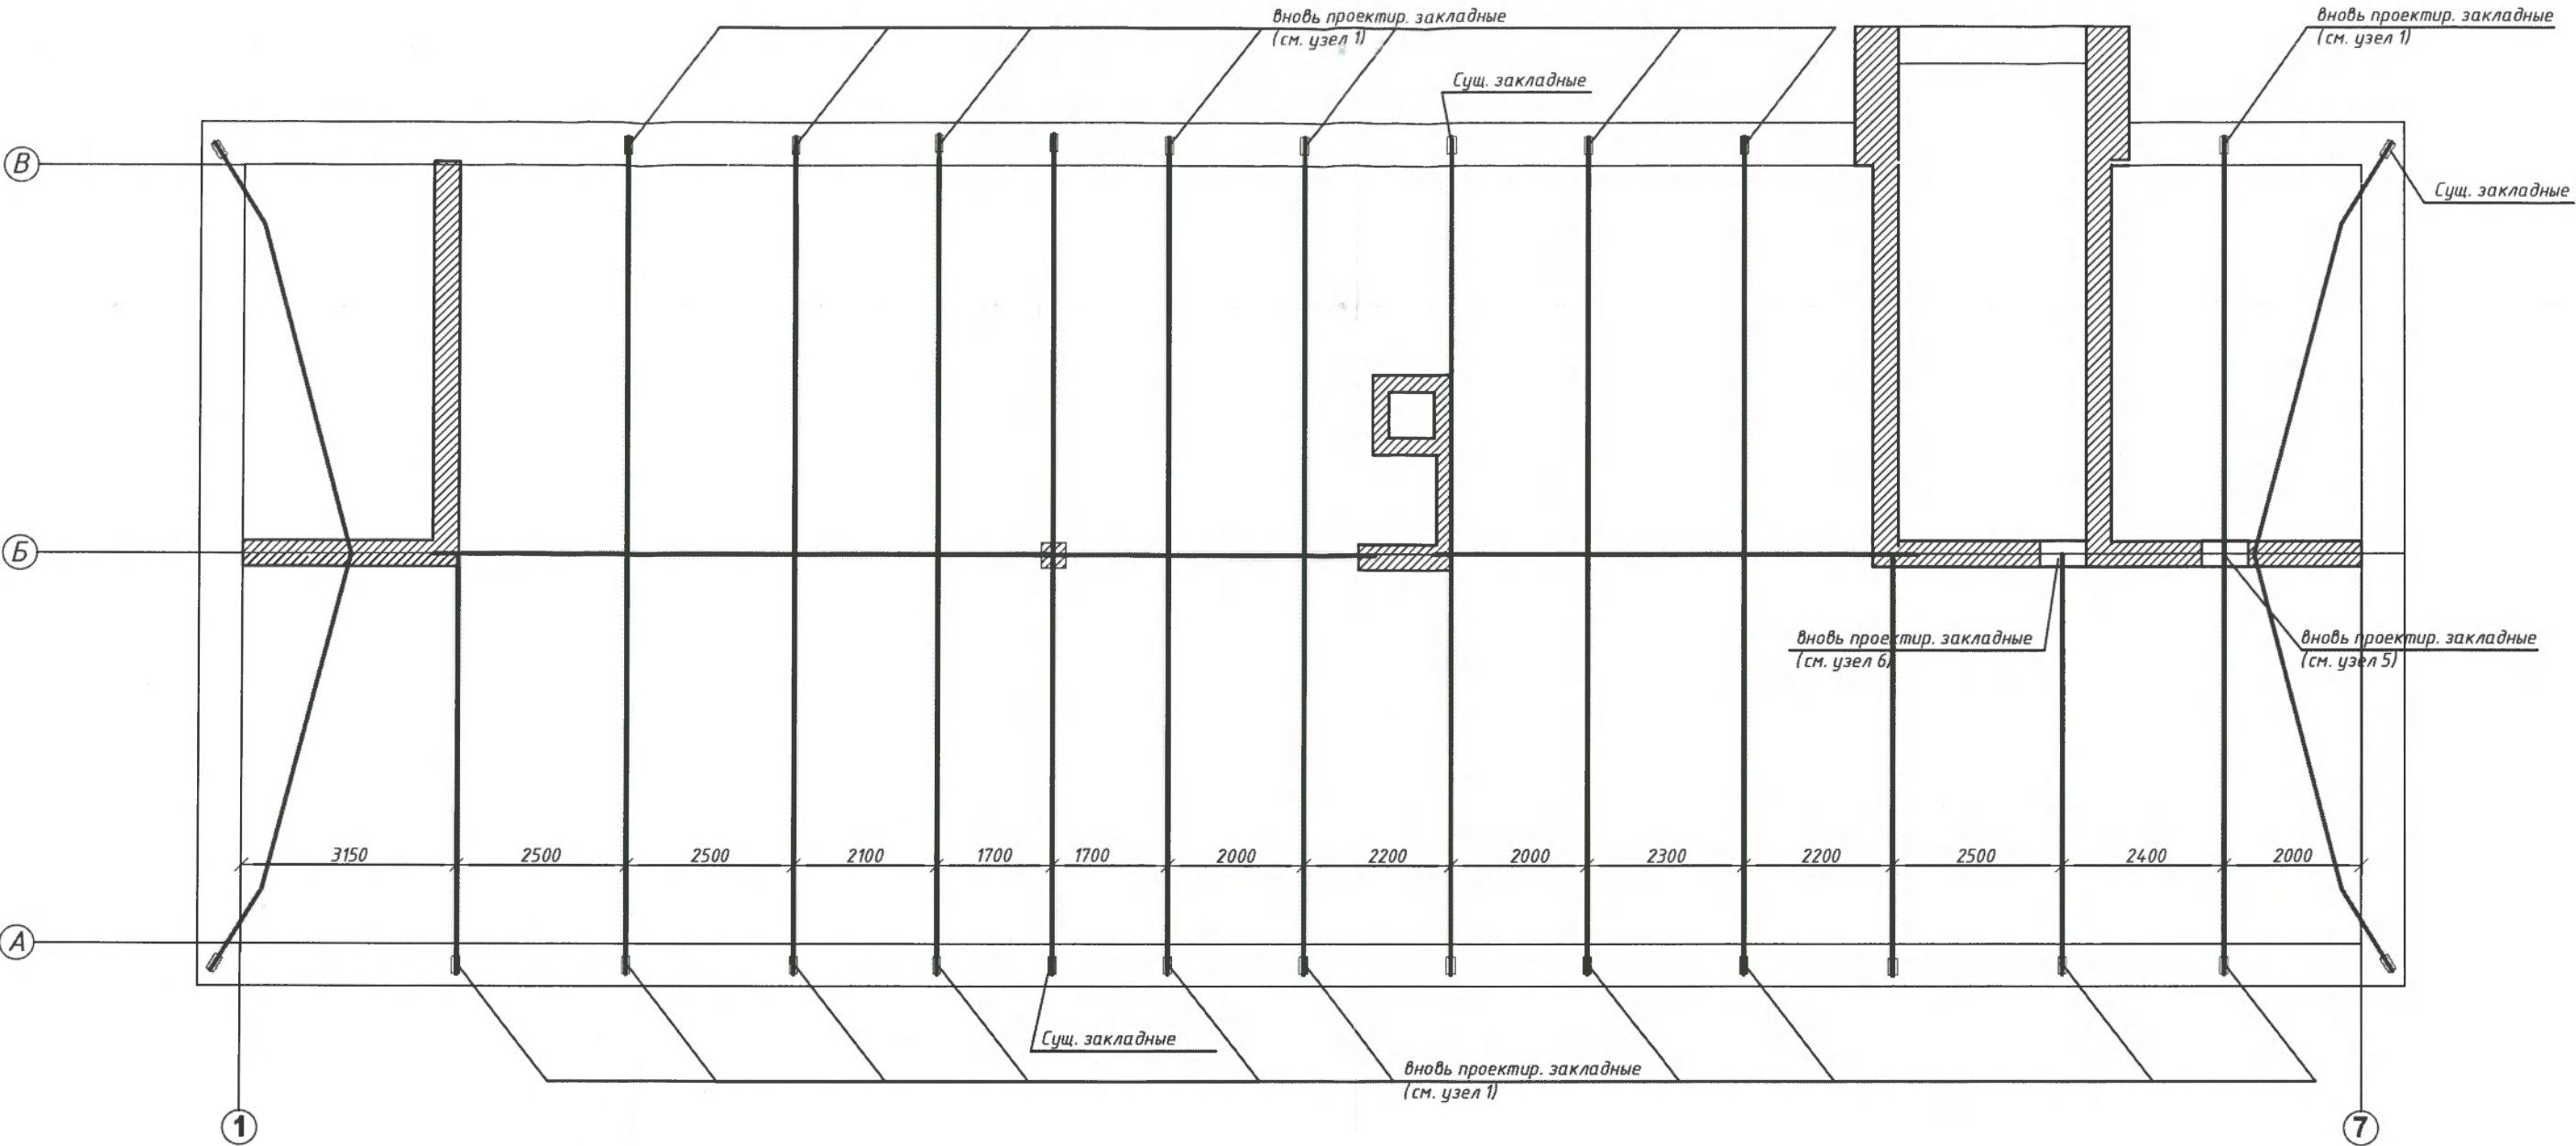 вновь проектир. закладные
(см. узел 1)
вновь проектир. закладные
(см. узел 1)
Сущ. закладные
В
Сущ. закладные
Б
вновь проектир. закладные
(см. узел 6)
вновь проектир. закладные
(см. узел 5)
3150 2500 2500 2100 1700 1700 2000 2200 2000 2300 2200 2500 2400 2000
А
Сущ. закладные
вновь проектир. закладные
(см. узел 1)
1 7